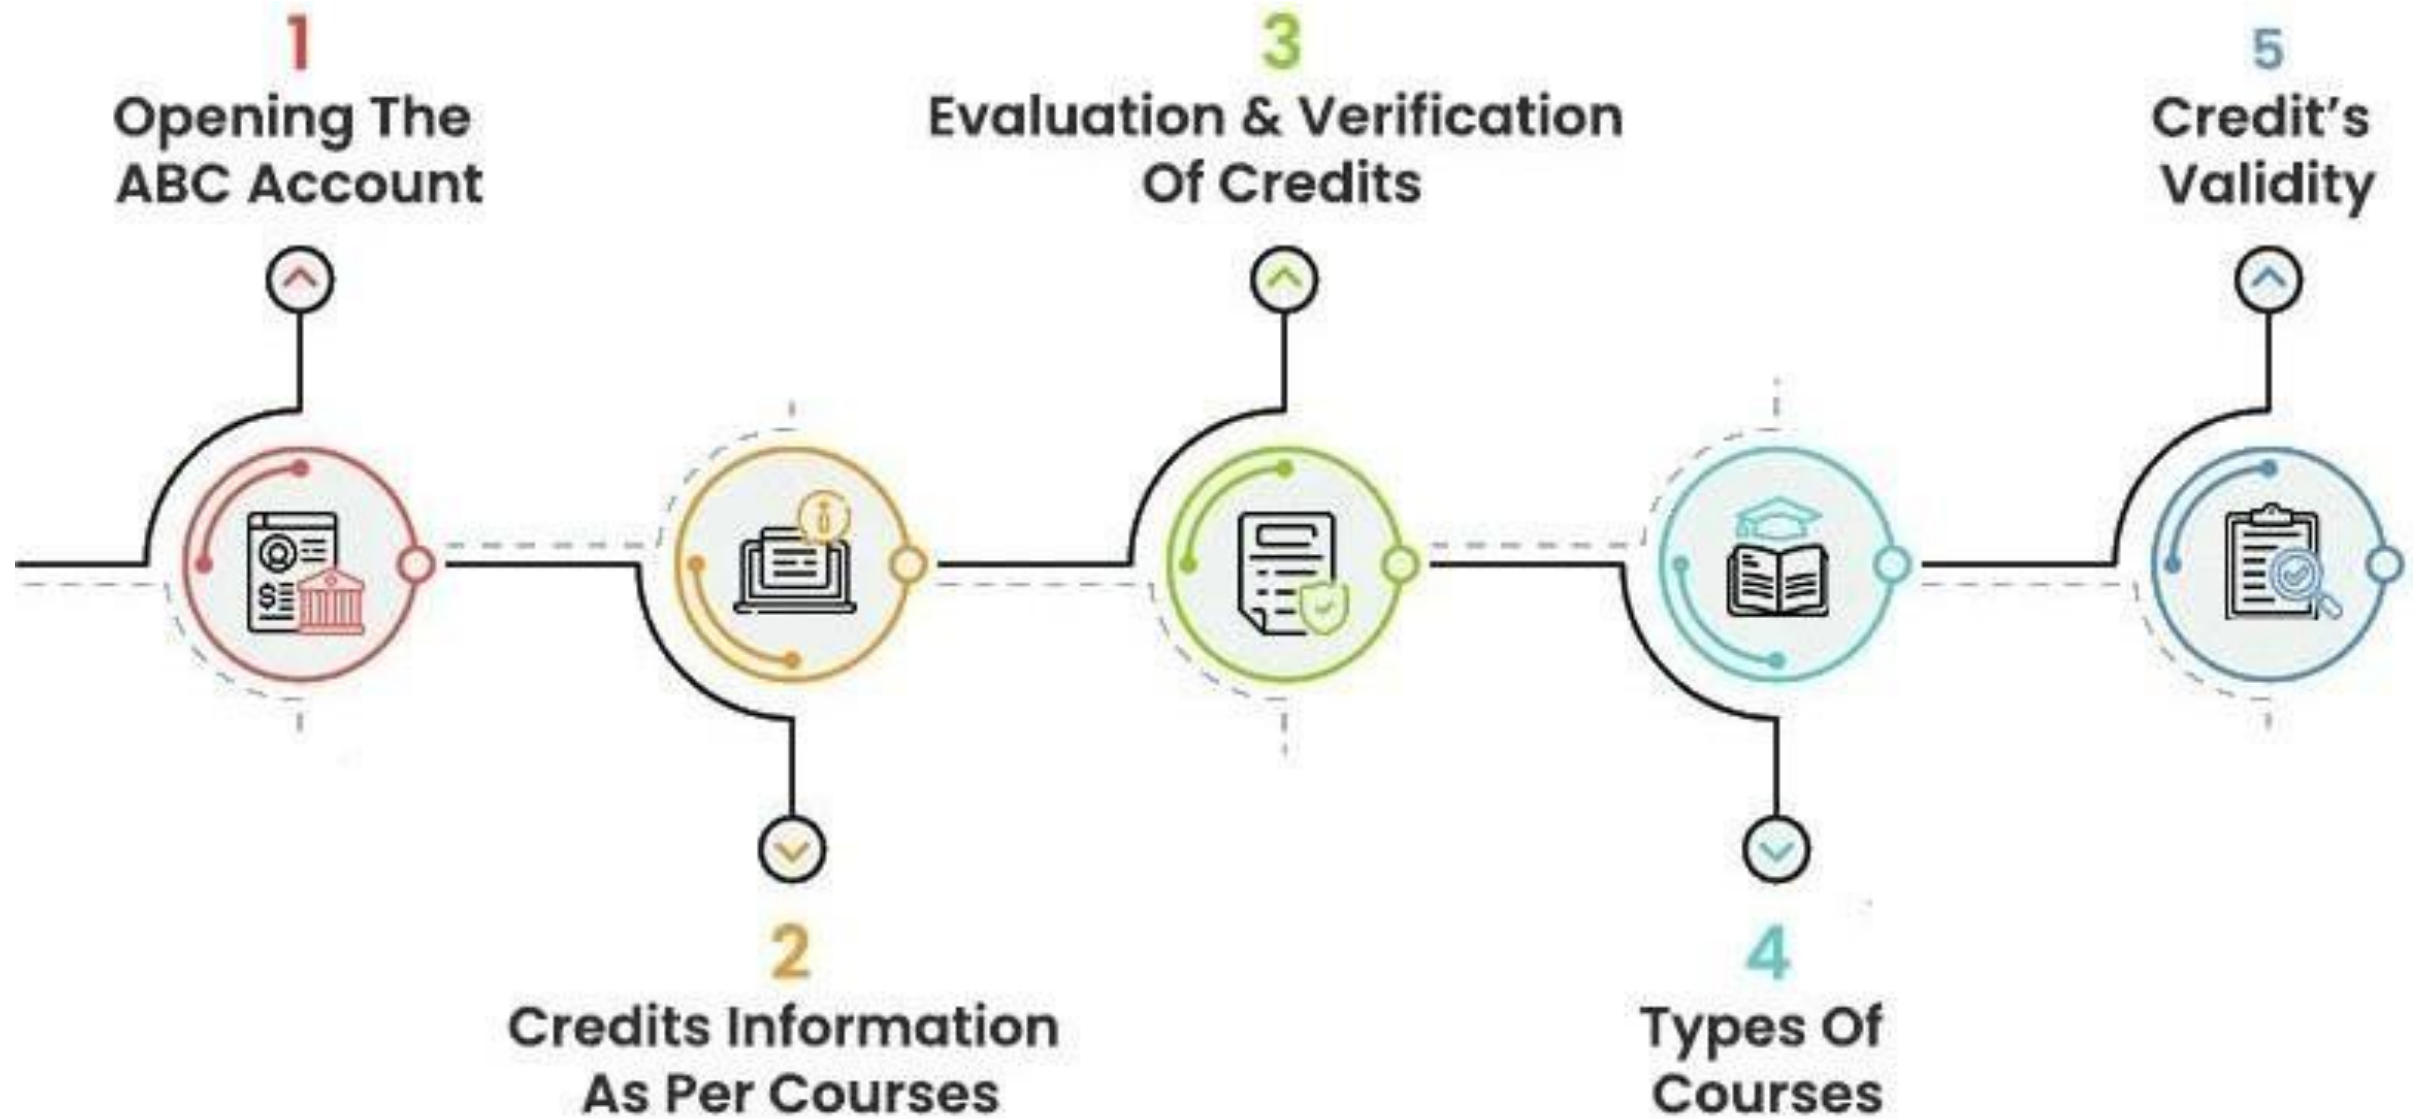 1
Opening The
ABC Account
2
Credits Information
As Per Courses
3
Evaluation & Verification
Of Credits
4
Types Of
Courses
5
Credit's
Validity